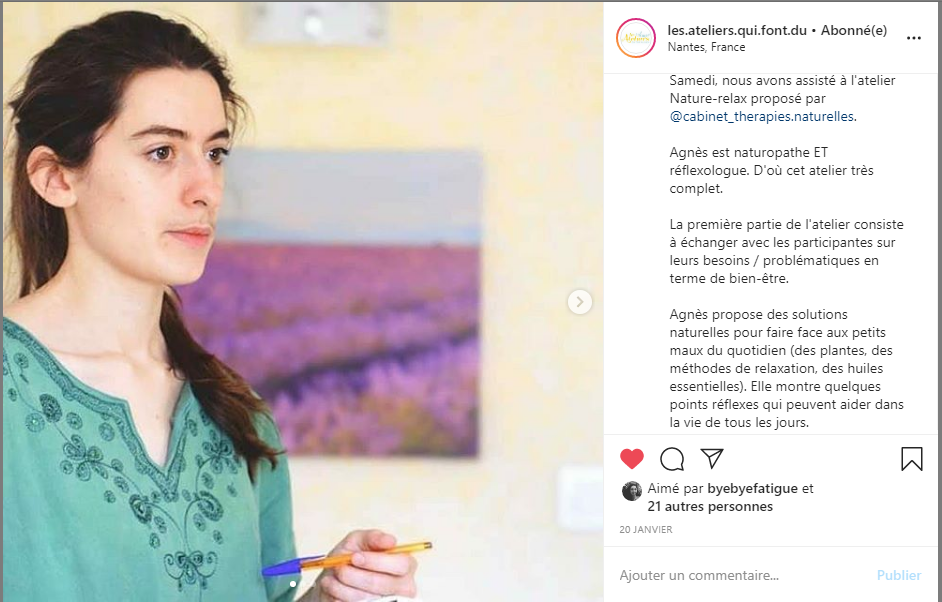 les.ateliers.qui.font.du • Abonné(e)
Nantes, France
Samedi, nous avons assisté à l'atelier
Nature-relax proposé par
@cabinet_therapies.naturelles.
Agnès est naturopathe ET
réflexologue. D'où cet atelier très
complet.
La première partie de l'atelier consiste
à échanger avec les participantes sur
leurs besoins / problématiques en
terme de bien-être.
Agnès propose des solutions
naturelles pour faire face aux petits
maux du quotidien (des plantes, des
méthodes de relaxation, des huiles
essentielles). Elle montre quelques
points réflexes qui peuvent aider dans
la vie de tous les jours.
Aimé par byebyefatigue et
21 autres personnes
20 JANVIER
Ajouter un commentaire... Publier